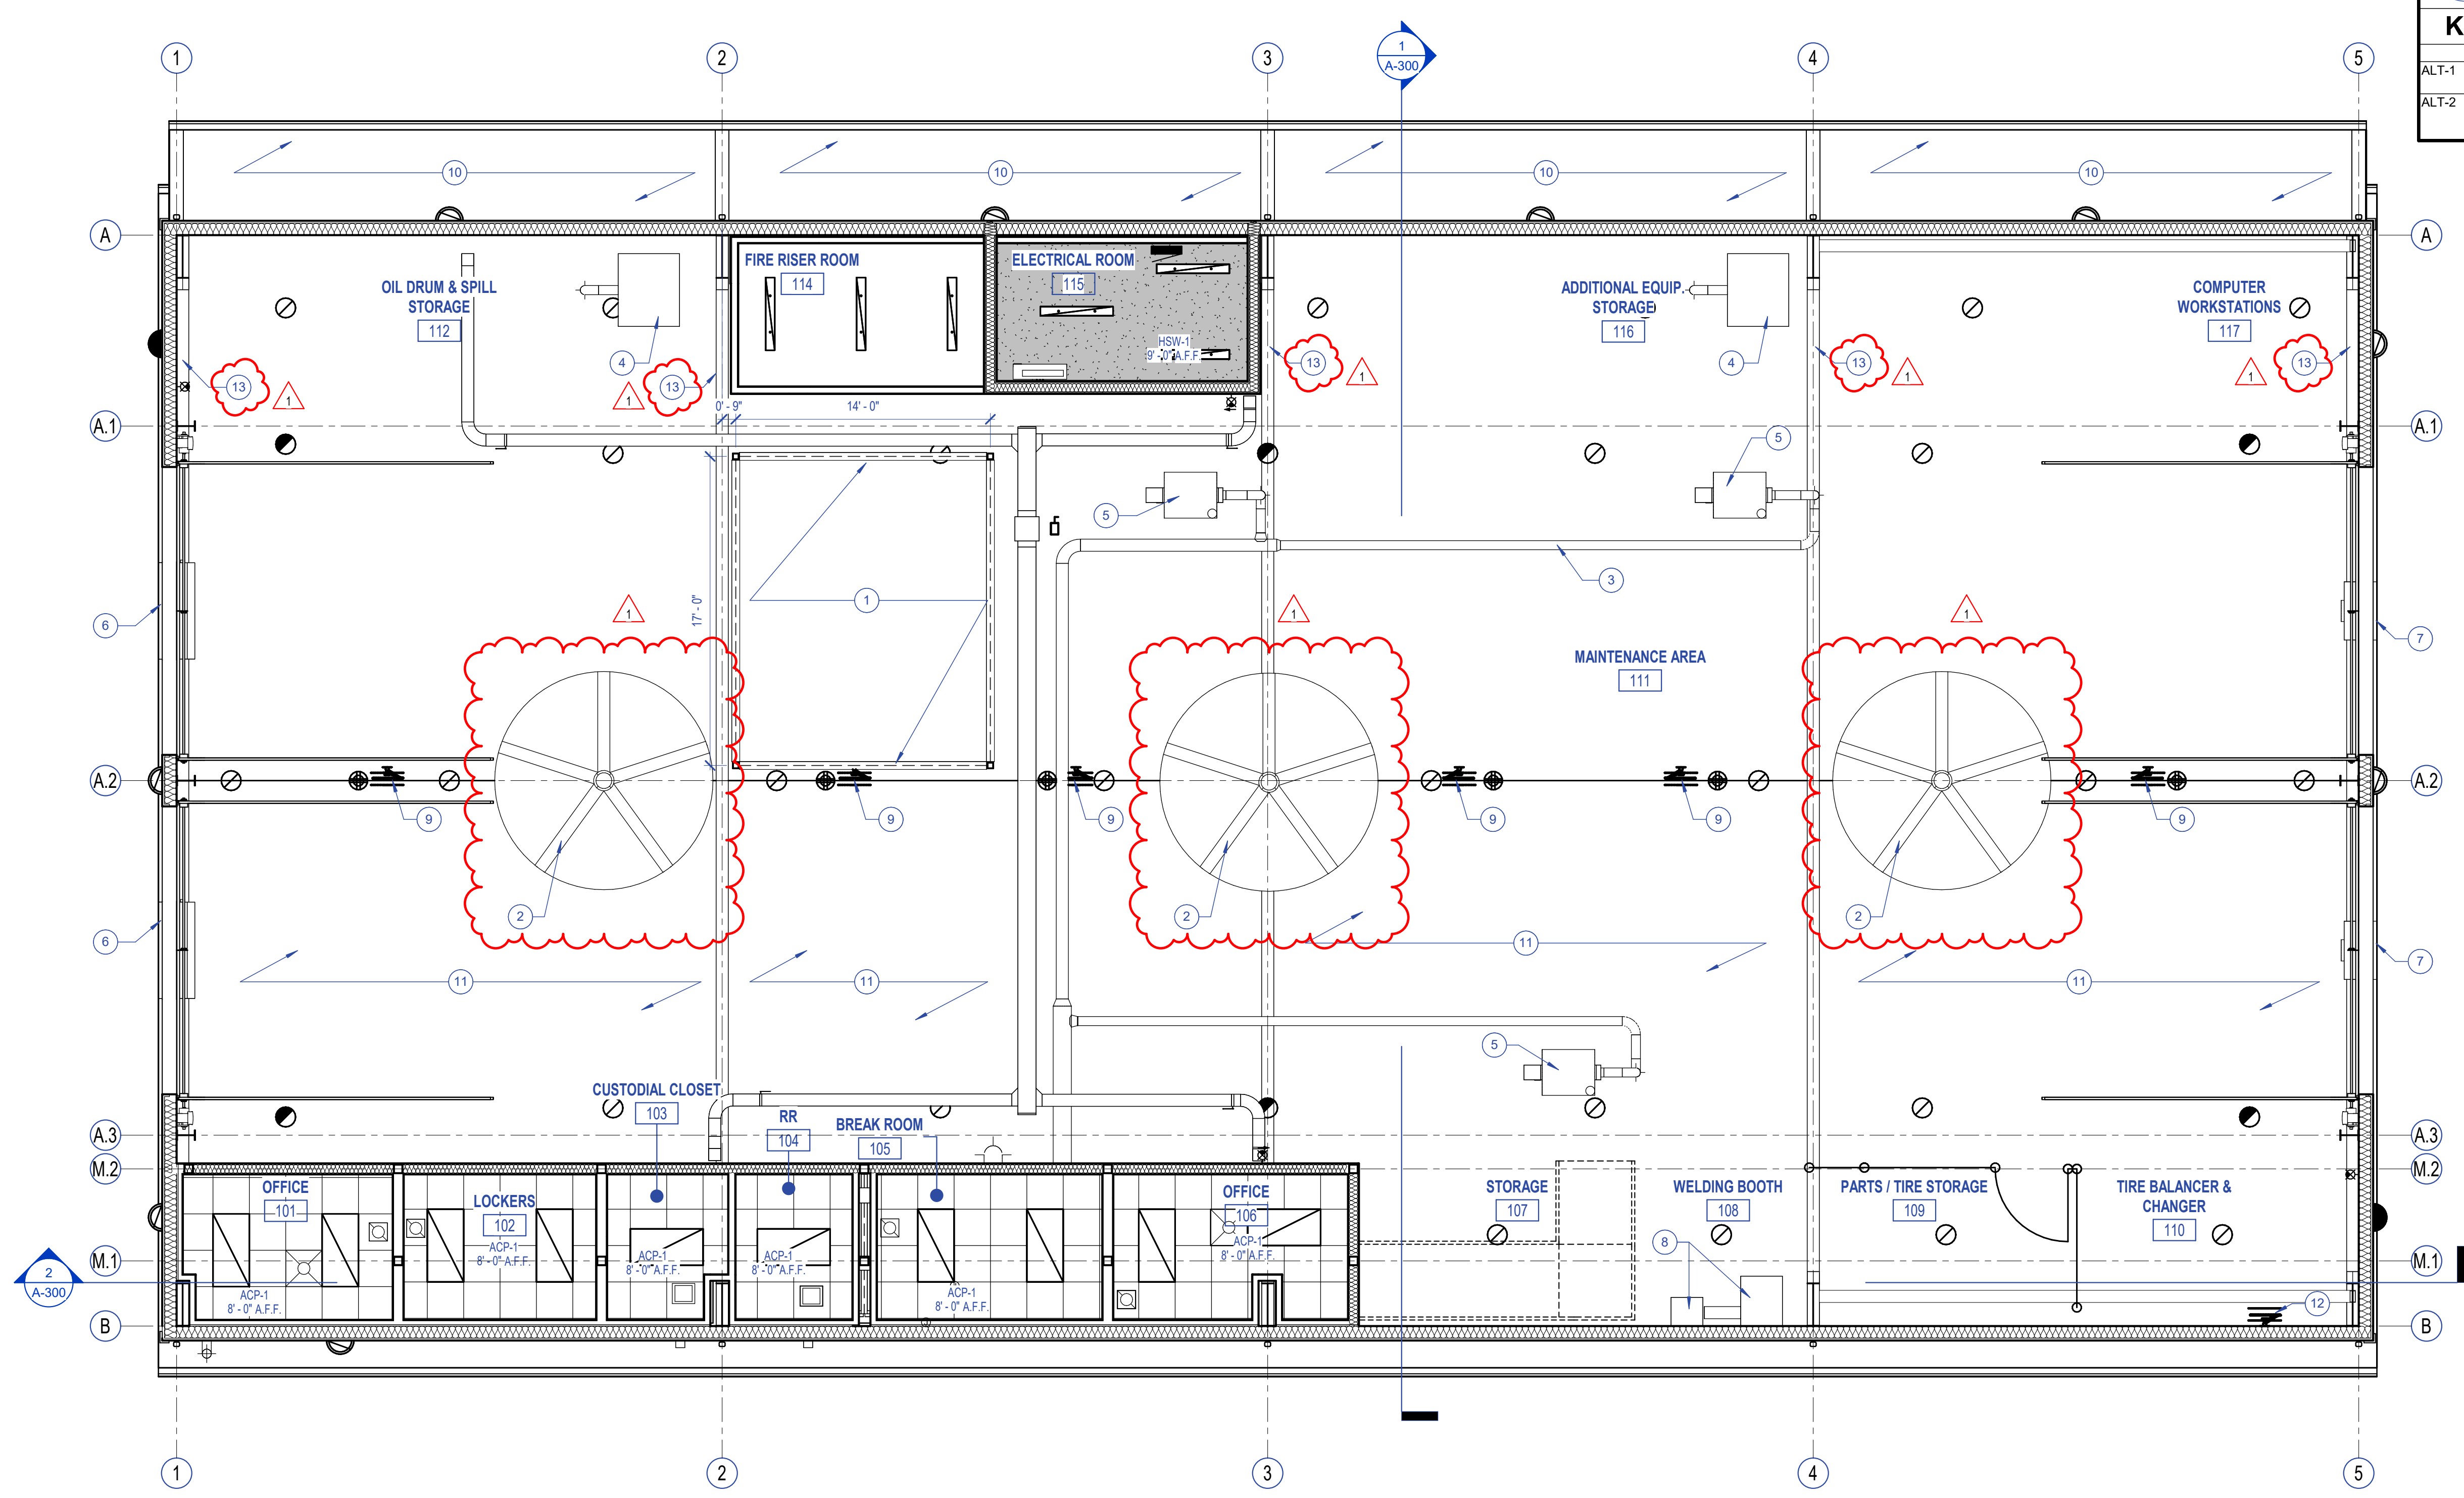 K
ALT-1
ALT-2
1
2
3
1
A-300
4
5
10
10
10
10
A
A
FIRE RISER ROOM
114
ELECTRICAL ROOM
115
OIL DRUM & SPILL
STORAGE
112
ADDITIONAL EQUIP.
STORAGE
116
COMPUTER
WORKSTATIONS
117
HSW-1
9' - 0" A.F.F.
4
4
13
1
1
13
13
1
13
1
1
13
0' - 9"
14' - 0"
A.1
A.1
5
5
3
17' - 0"
1
1
1
1
6
7
MAINTENANCE AREA
111
A.2
A.2
9
9
9
9
9
9
2
2
2
6
7
11
11
11
11
5
CUSTODIAL CLOSET
103
RR
104
BREAK ROOM
105
A.3
A.3
M.2
M.2
OFFICE
101
LOCKERS
102
ACP-1
8' - 0" A.F.F.
ACP-1
8' - 0" A.F.F.
ACP-1
8' - 0" A.F.F.
OFFICE
106
ACP-1
8' - 0" A.F.F.
STORAGE
107
WELDING BOOTH
108
PARTS / TIRE STORAGE
109
TIRE BALANCER &
CHANGER
110
8
M.1
M.1
2
A-300
ACP-1
8' - 0" A.F.F.
ACP-1
8' - 0" A.F.F.
12
B
B
1
2
3
4
5